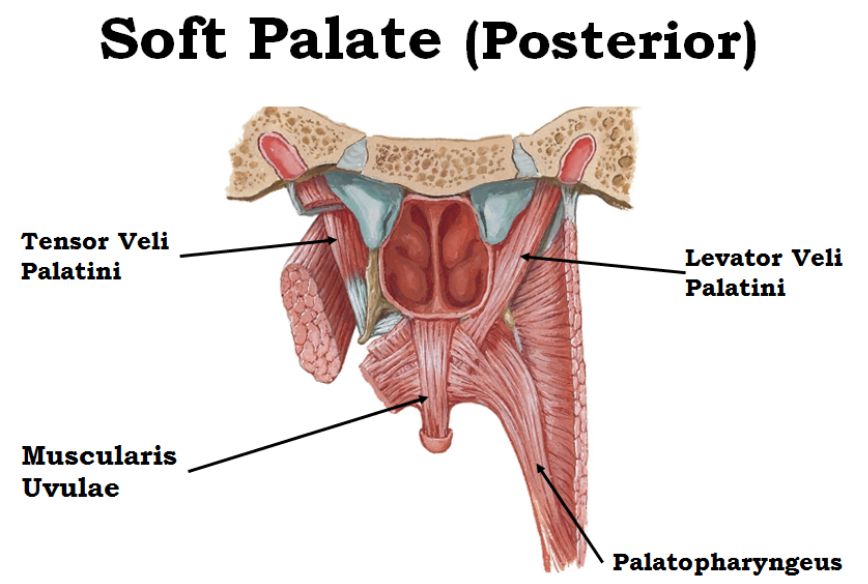 Soft Palate (Posterior)
Tensor Veli
Palatini
Levator Veli
Palatini
Muscularis
Uvulae
Palatopharyngeus